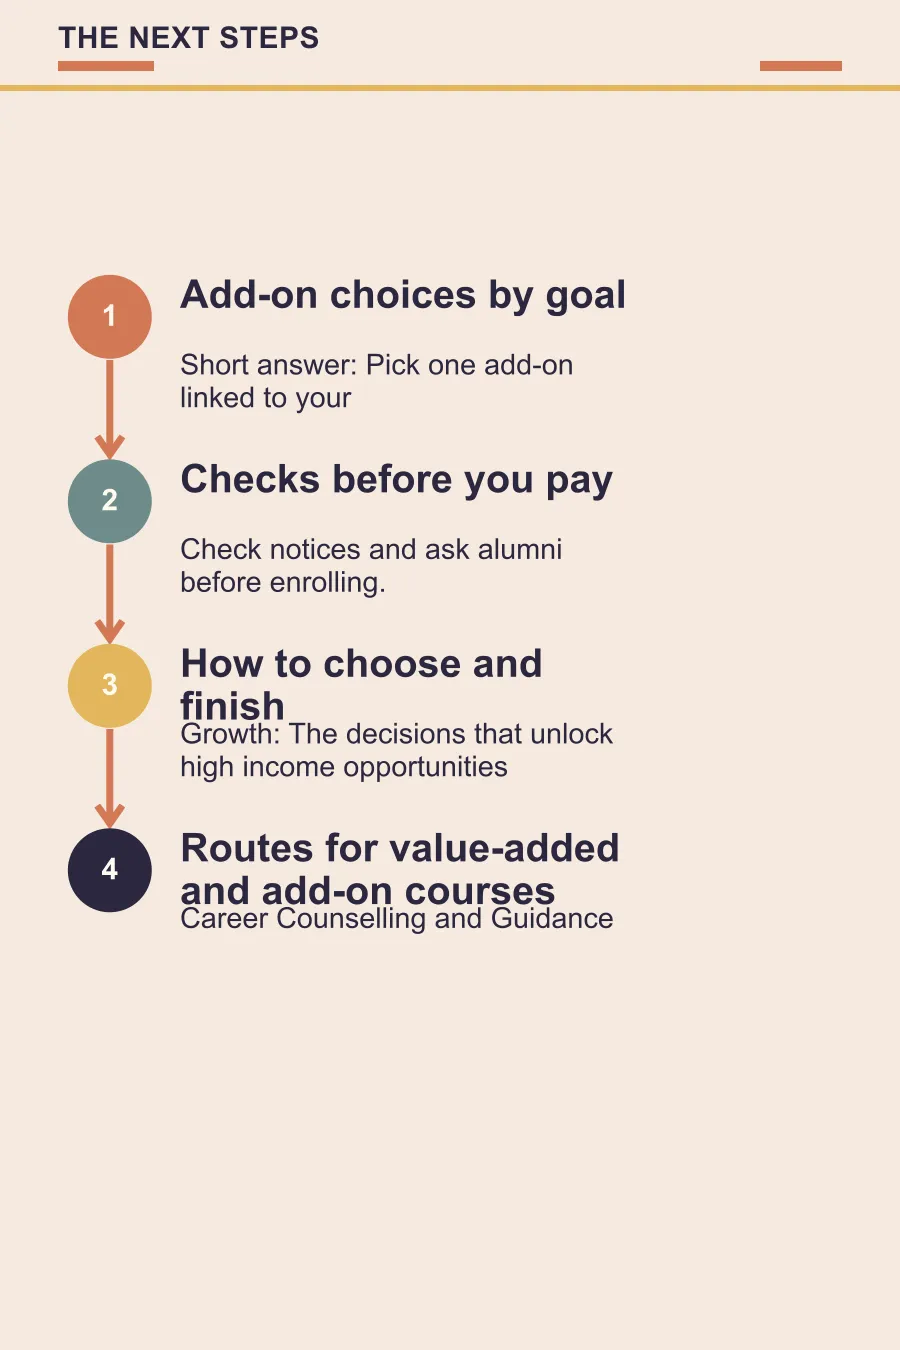 THE NEXT STEPS
1
Add-on choices by goal
Short answer: Pick one add-on
linked to your
2
Checks before you pay
Check notices and ask alumni
before enrolling.
3
How to choose and
finish
Growth: The decisions that unlock
high income opportunities
4
Routes for value-added
and add-on courses
Career Counselling and Guidance